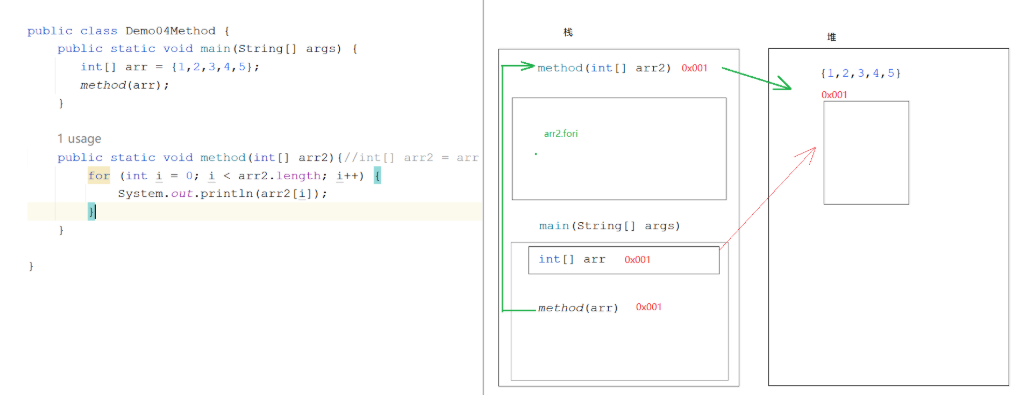 public class Demo04Method {
public static void main(String[] args) {
int[] arr = {1,2,3,4,5};
method(arr);
}
1 usage
public static void method(int[] arr2){//int[] arr2 = arr
for (int i = 0; i < arr2.length; i++) {
System.out.println(arr2[i]);
}
}
}
栈
method(int[] arr2) 0x001
arr2.fori
main(String[] args)
int[] arr 0x001
method(arr) 0x001
堆
{1,2,3,4,5}
0x001